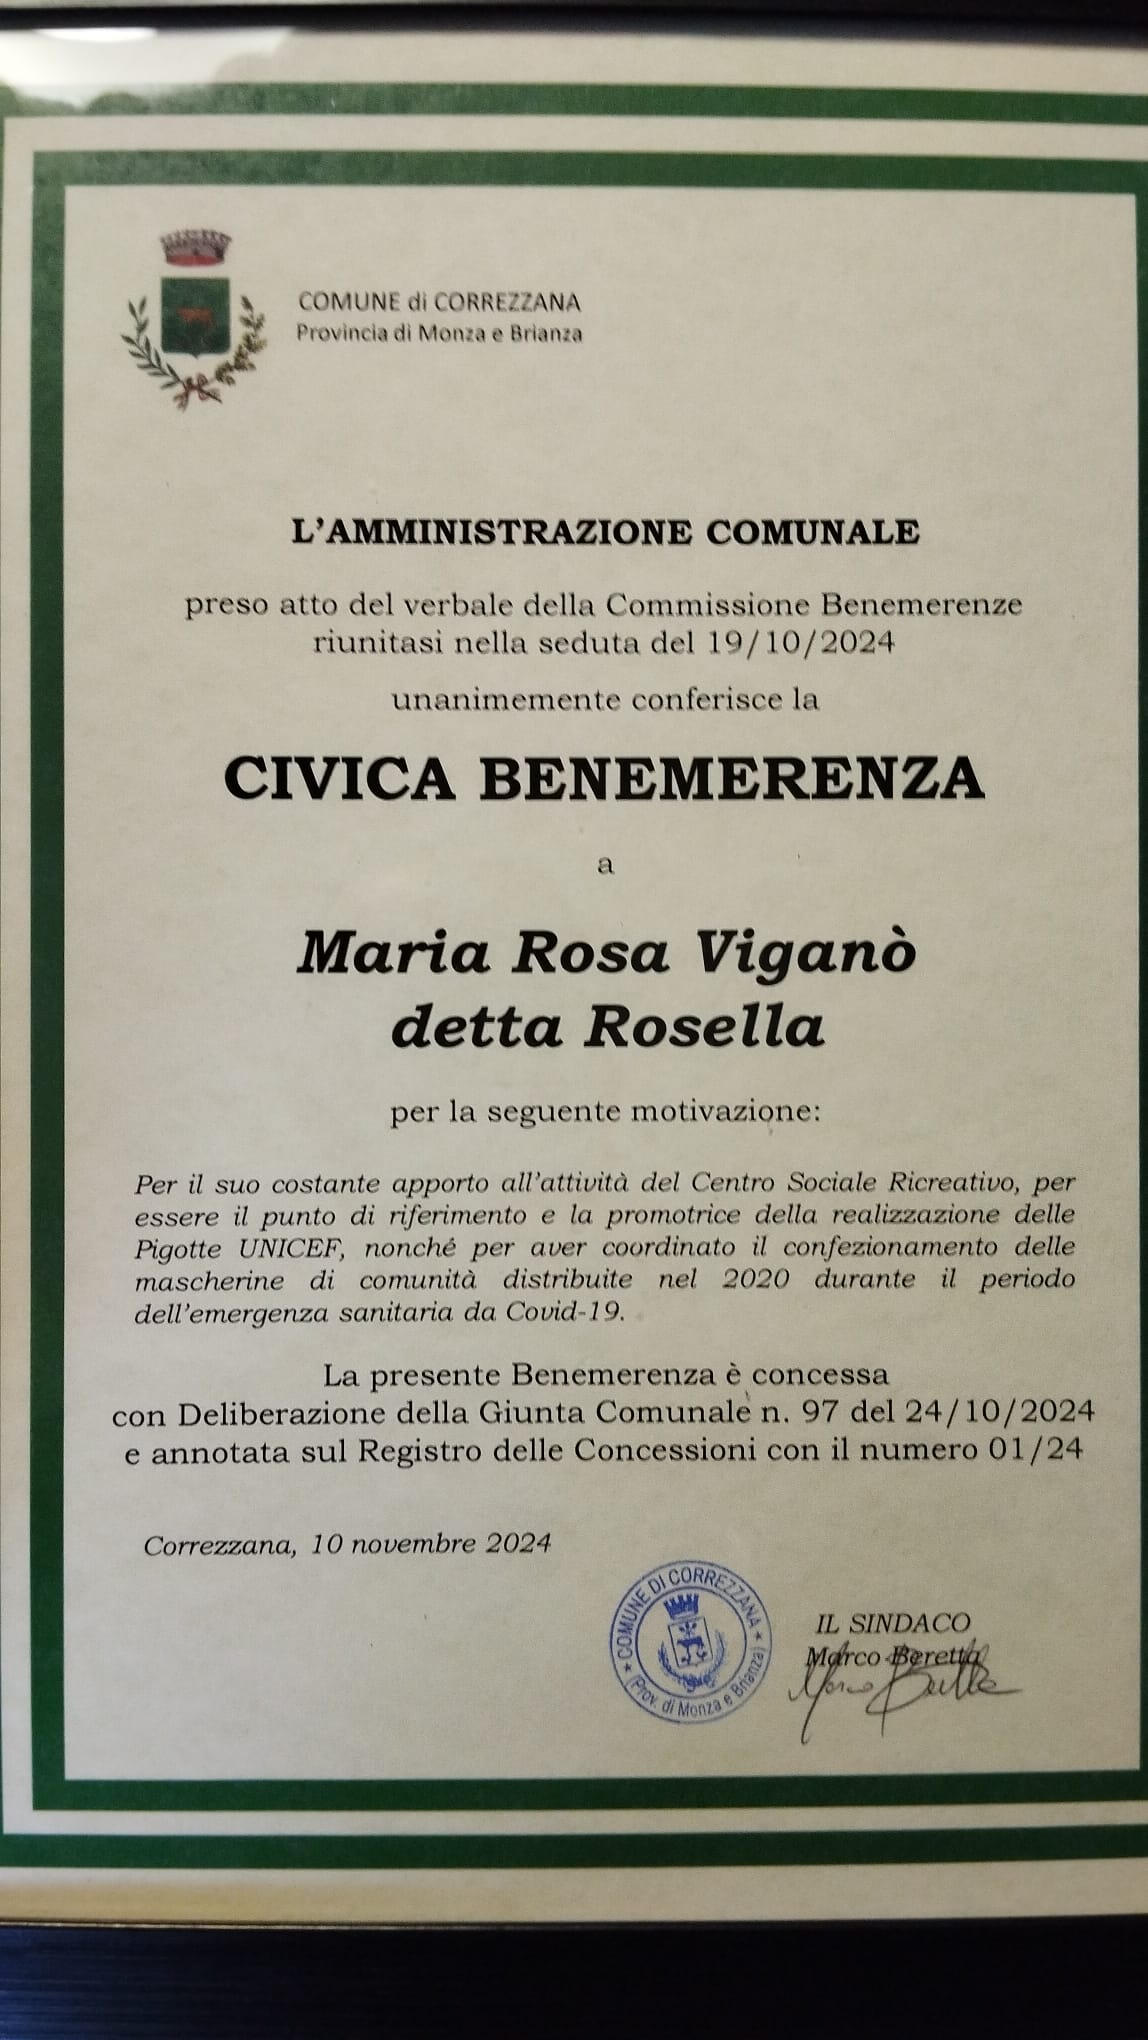 COMUNE di CORREZZANA
Provincia di Monza e Brianza
L'AMMINISTRAZIONE COMUNALE
preso atto del verbale della Commissione Benemerenze
riunitasi nella seduta del 19/10/2024
unanimemente conferisce la
CIVICA BENEMERENZA
a
Maria Rosa Viganò
detta Rosella
per la seguente motivazione:
Per il suo costante apporto all'attività del Centro Sociale Ricreativo, per
essere il punto di riferimento e la promotrice della realizzazione delle
Pigotte UNICEF, nonché per aver coordinato il confezionamento delle
mascherine di comunità distribuite nel 2020 durante il periodo
dell'emergenza sanitaria da Covid-19.
La presente Benemerenza è concessa
con Deliberazione della Giunta Comunale n. 97 del 24/10/2024
e annotata sul Registro delle Concessioni con il numero 01/24
Correzzana, 10 novembre 2024
COMUNE DI CORREZZANA
(Prov. di Monza e Brianza)
IL SINDACO
Marco Beretta
Marco Beretta